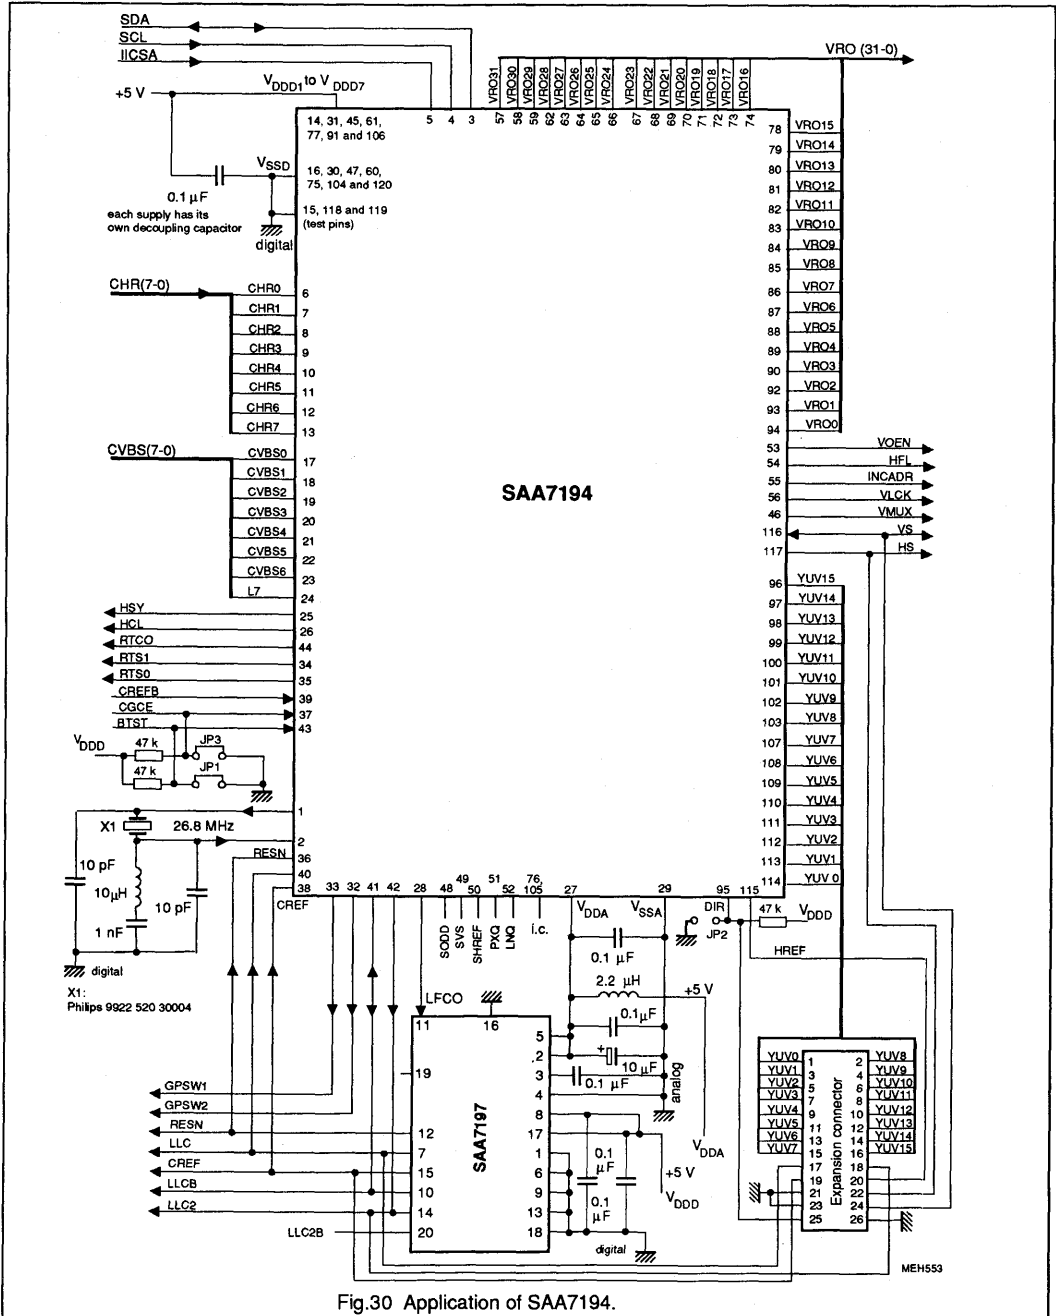 SDA
SCL
IICSA
VRO (31-0)
+5 V
VDDD1 to VDDD7
VRO31 VRO30 VRO29 VRO28 VRO27 VRO26 VRO25 VRO24 VRO23 VRO22 VRO21 VRO20 VRO19 VRO18 VRO17 VRO16
5 4 3 57 58 59 62 63 64 65 66 67 68 69 70 71 72 73 74
14, 31, 45, 61,
77, 91 and 106
VSSD
16, 30, 47, 60,
75, 104 and 120
0.1 µF
each supply has its
own decoupling capacitor
15, 118 and 119
(test pins)
digital
78 VRO15
79 VRO14
80 VRO13
81 VRO12
82 VRO11
83 VRO10
84 VRO9
85 VRO8
86 VRO7
87 VRO6
88 VRO5
89 VRO4
90 VRO3
92 VRO2
93 VRO1
94 VRO0
CHR(7-0)
CHR0 6
CHR1 7
CHR2 8
CHR3 9
CHR4 10
CHR5 11
CHR6 12
CHR7 13
CVBS(7-0)
CVBS0 17
CVBS1 18
CVBS2 19
CVBS3 20
CVBS4 21
CVBS5 22
CVBS6 23
L7 24
SAA7194
53 VOEN
54 HFL
55 INCADR
56 VLCK
46 VMUX
116 VS
117 HS
HSY 25
HCL 26
RTCO 44
RTS1 34
RTS0 35
CREFB 39
CGCE 37
BTST 43
96 YUV15
97 YUV14
98 YUV13
99 YUV12
100 YUV11
101 YUV10
102 YUV9
103 YUV8
107 YUV7
108 YUV6
109 YUV5
110 YUV4
111 YUV3
112 YUV2
113 YUV1
114 YUV 0
VDDD
47 k JP3
47 k JP1
1
X1 26.8 MHz
2
RESN 36
40
38
CREF
10 pF
10µH
10 pF
1 nF
digital
X1:
Philips 9922 520 30004
33 32 41 42 28 48 49 50 51 52 76, 105 27 29 95 115
SODD SVS SHREF PXQ LNQ i.c.
VDDA VSSA DIR 47 k VDDD
JP2
HREF
0.1 µF
2.2 µH
+5 V
LFCO
11 16
0.1µF
+
10 µF
0.1 µF
analog
VDDA
5
2
3
4
8
17
1
6
9
13
18
19
12
7
15
10
14
20
SAA7197
GPSW1
GPSW2
RESN
LLC
CREF
LLCB
LLC2
LLC2B
0.1
µF
0.1
µF
+5 V
VDDD
digital
YUV0 1 2 YUV8
YUV1 3 4 YUV9
YUV2 5 6 YUV10
YUV3 7 8 YUV11
YUV4 9 10 YUV12
YUV5 11 12 YUV13
YUV6 13 14 YUV14
YUV7 15 16 YUV15
17 18
19 20
21 22
23 24
25 26
Expansion connector
MEH553
Fig.30 Application of SAA7194.